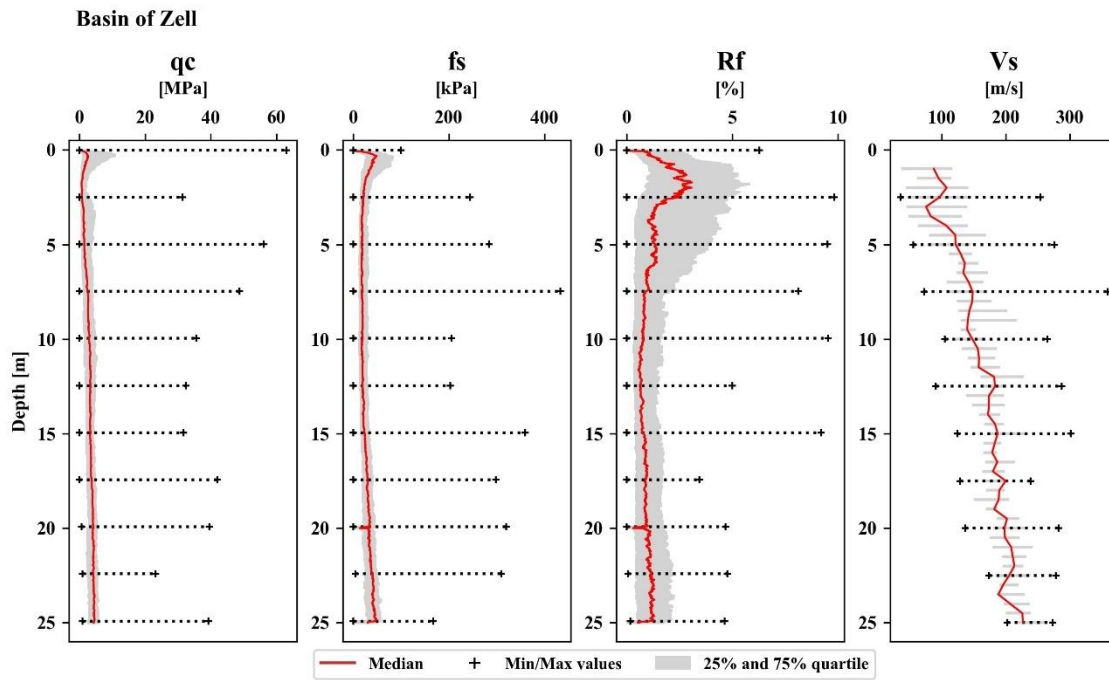 Basin of Zell
qc fs Rf Vs
[MPa] [kPa] [%] [m/s]
0 20 40 60 0 200 400 0 5 10 100 200 300
0 0 0 0
5 5 5 5
10 10 10 10
15 15 15 15
20 20 20 20
25 25 25 25
Depth [m]
Median Min/Max values 25% and 75% quartile